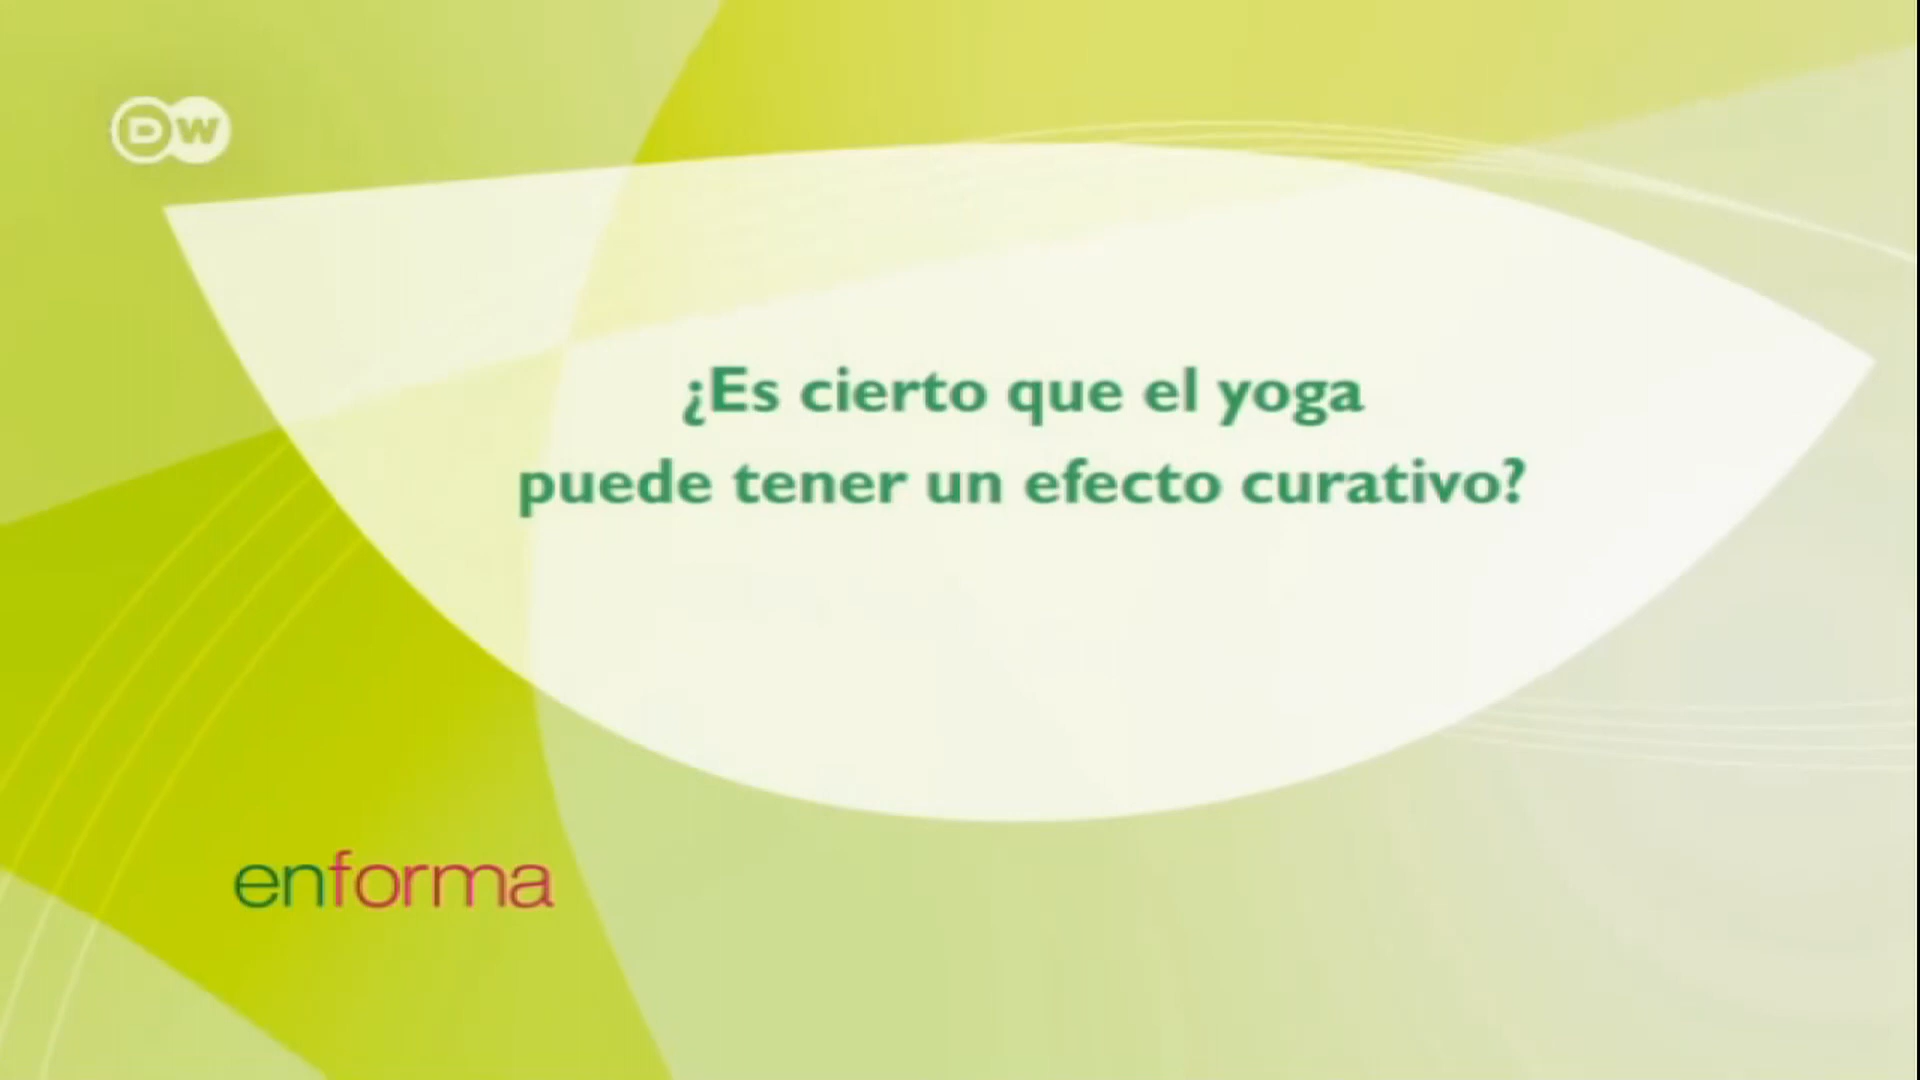 DW
¿Es cierto que el yoga
puede tener un efecto curativo?
enforma